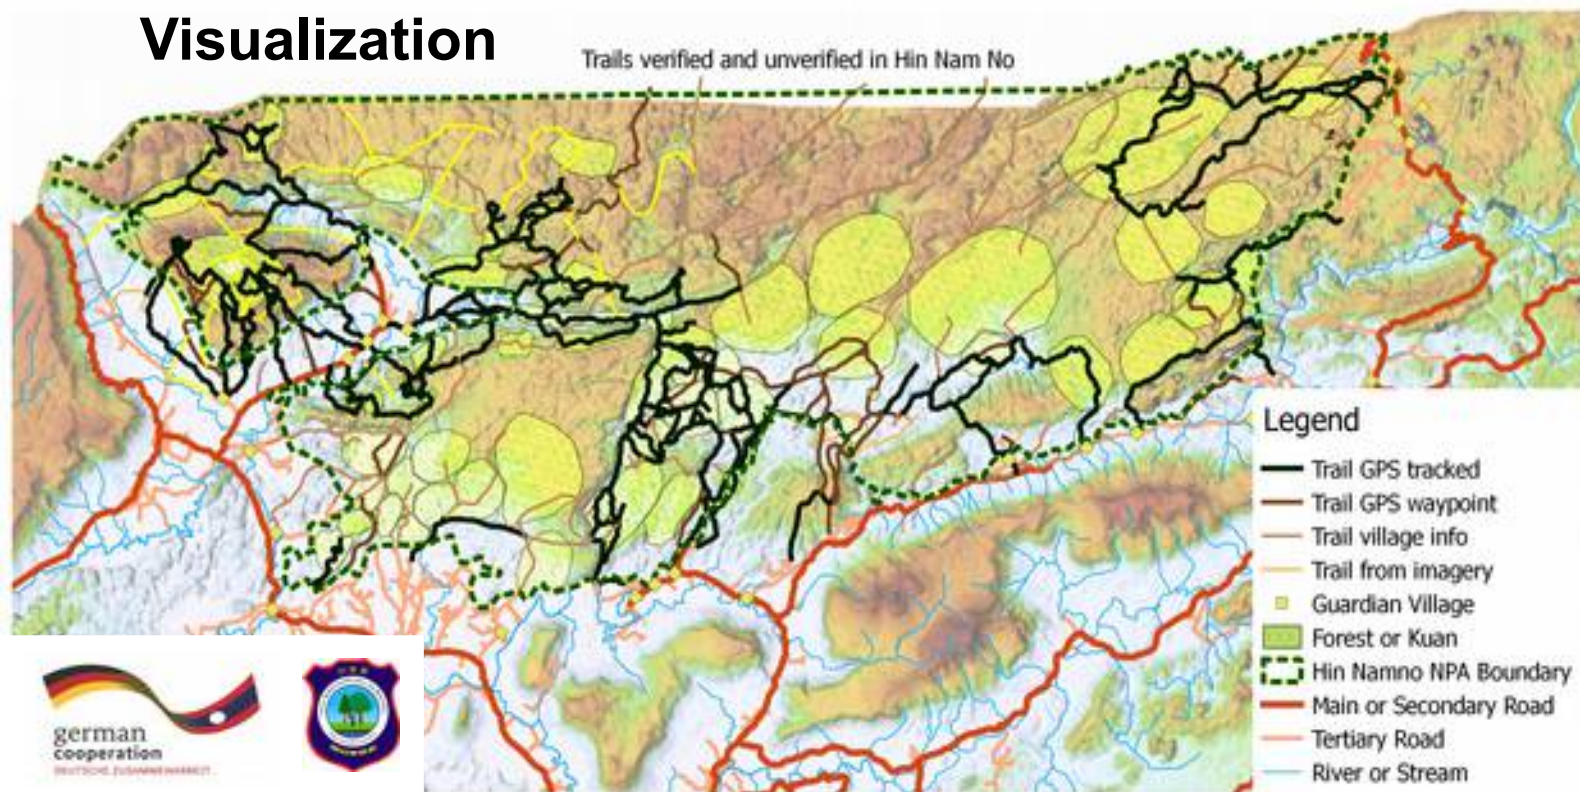 Visualization
Trails verified and unverified in Hin Nam No
Legend
Trail GPS tracked
Trail GPS waypoint
Trail village info
Trail from imagery
Guardian Village
Forest or Kuan
Hin Namno NPA Boundary
Main or Secondary Road
Tertiary Road
River or Stream
german
cooperation
DEUTSCHE ZUSAMMENARBEIT